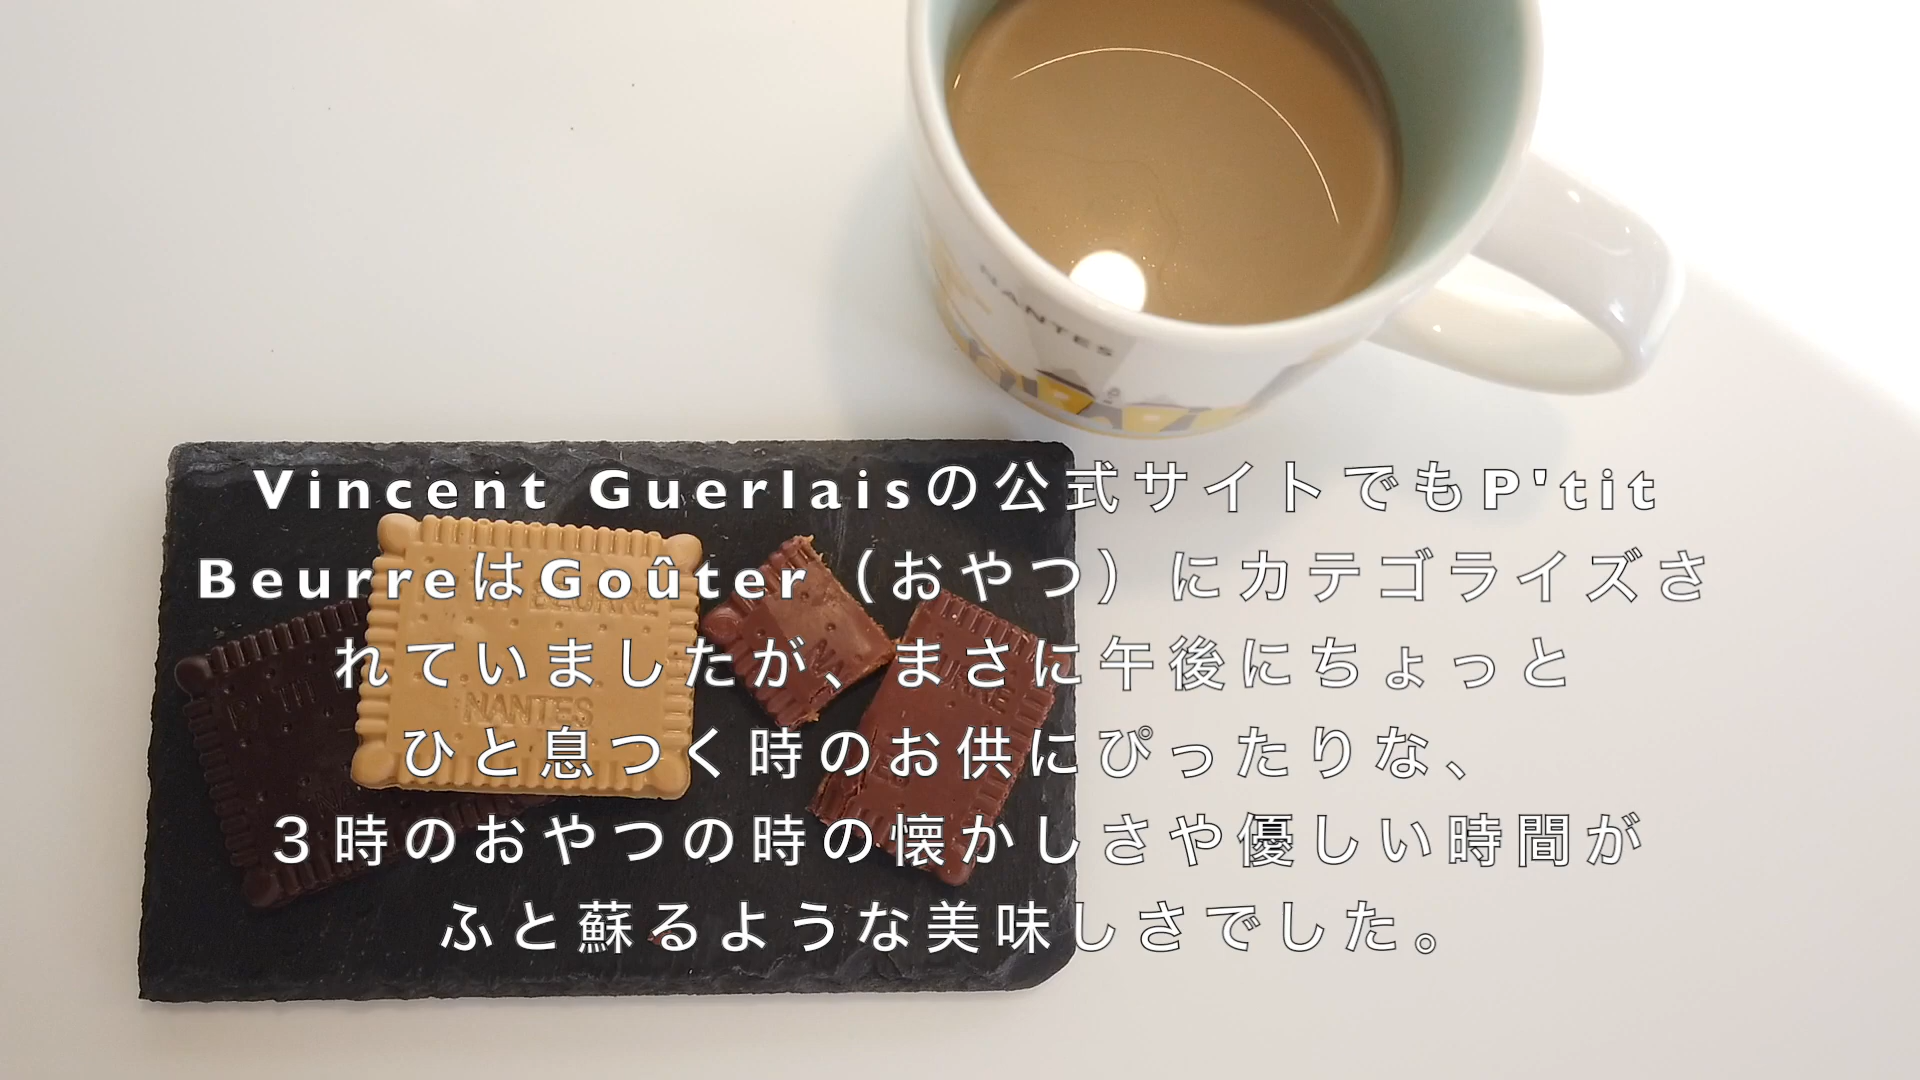 NANTES
Vincent Guerlaisの公式サイトでもP'tit
BeurreはGoûter（おやつ）にカテゴライズさ
れていましたが、まさに午後にちょっと
ひと息つく時のお供にぴったりな、
３時のおやつの時の懐かしさや優しい時間が
ふと蘇るような美味しさでした。
NANTES